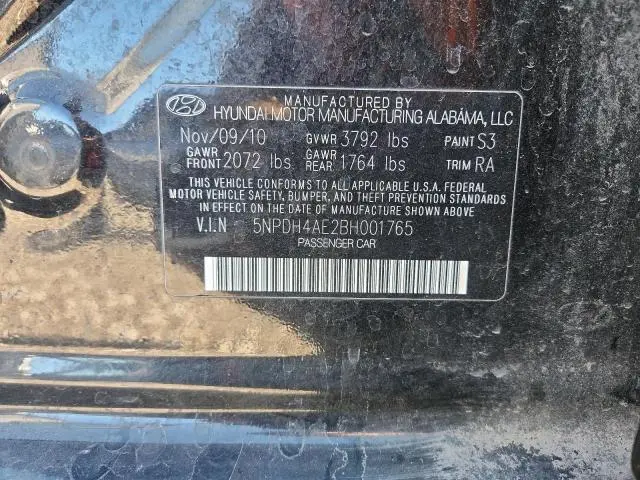 MANUFACTURED BY
HYUNDAI MOTOR MANUFACTURING ALABAMA, LLC
Nov/09/10 GVWR 3792 lbs PAINT S3
GAWR FRONT 2072 lbs GAWR REAR 1764 lbs TRIM RA
THIS VEHICLE CONFORMS TO ALL APPLICABLE U.S.A. FEDERAL
MOTOR VEHICLE SAFETY, BUMPER, AND THEFT PREVENTION STANDARDS
IN EFFECT ON THE DATE OF MANUFACTURE SHOWN ABOVE.
V.I.N 5NPDH4AE2BH001765
PASSENGER CAR